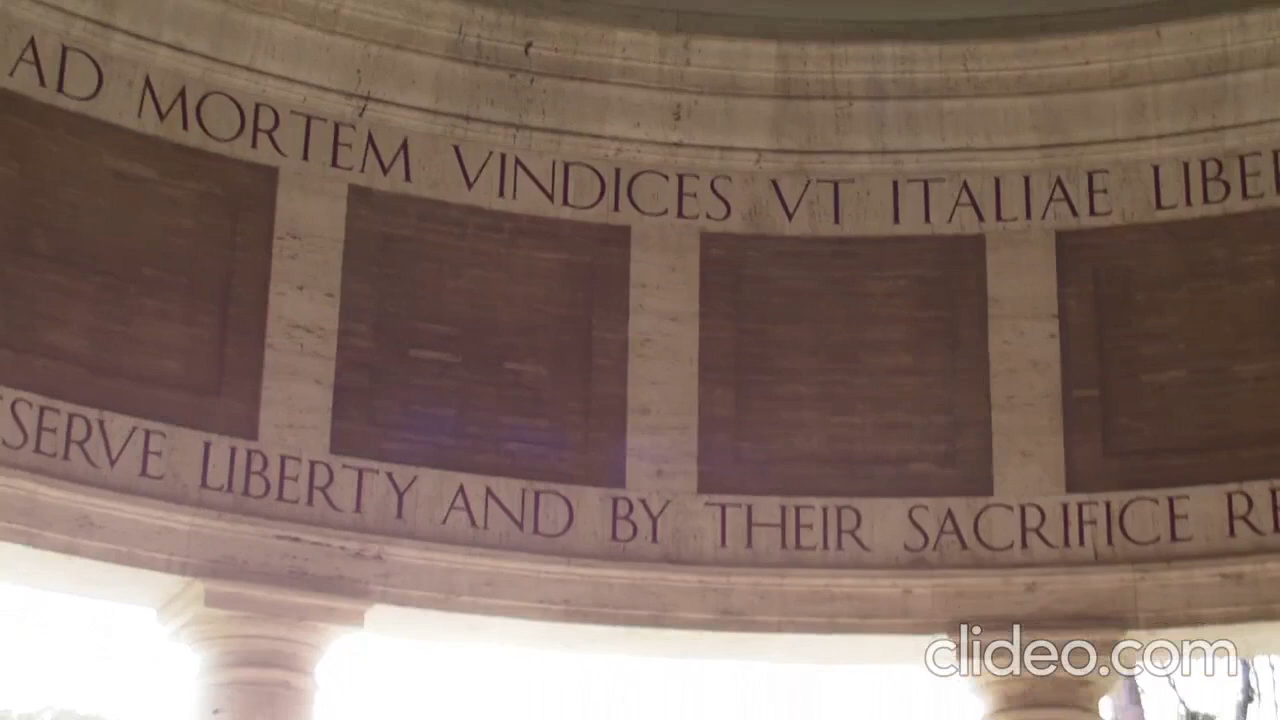 AD MORTEM VINDICES VT ITALIAE
SERVE LIBERTY AND BY THEIR SACRIFICE
clideo.com